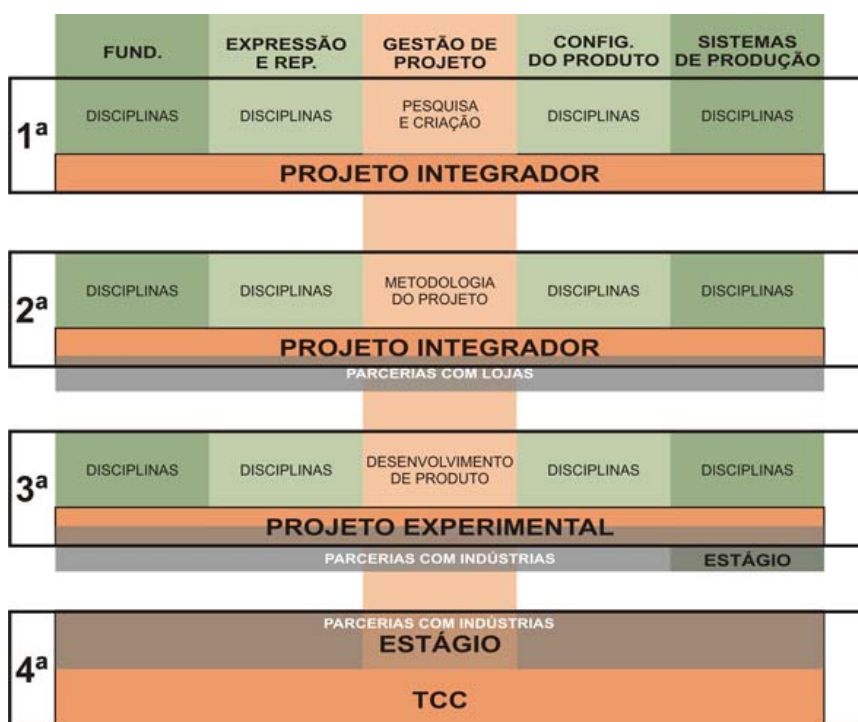 FUND.
EXPRESSÃO
E REP.
GESTÃO DE
PROJETO
CONFIG.
DO PRODUTO
SISTEMAS
DE PRODUÇÃO
1ª
DISCIPLINAS
DISCIPLINAS
PESQUISA
E CRIAÇÃO
DISCIPLINAS
DISCIPLINAS
PROJETO INTEGRADOR
2ª
DISCIPLINAS
DISCIPLINAS
METODOLOGIA
DO PROJETO
DISCIPLINAS
DISCIPLINAS
PROJETO INTEGRADOR
PARCERIAS COM LOJAS
3ª
DISCIPLINAS
DISCIPLINAS
DESENVOLVIMENTO
DE PRODUTO
DISCIPLINAS
DISCIPLINAS
PROJETO EXPERIMENTAL
PARCERIAS COM INDÚSTRIAS
ESTÁGIO
4ª
PARCERIAS COM INDÚSTRIAS
ESTÁGIO
TCC